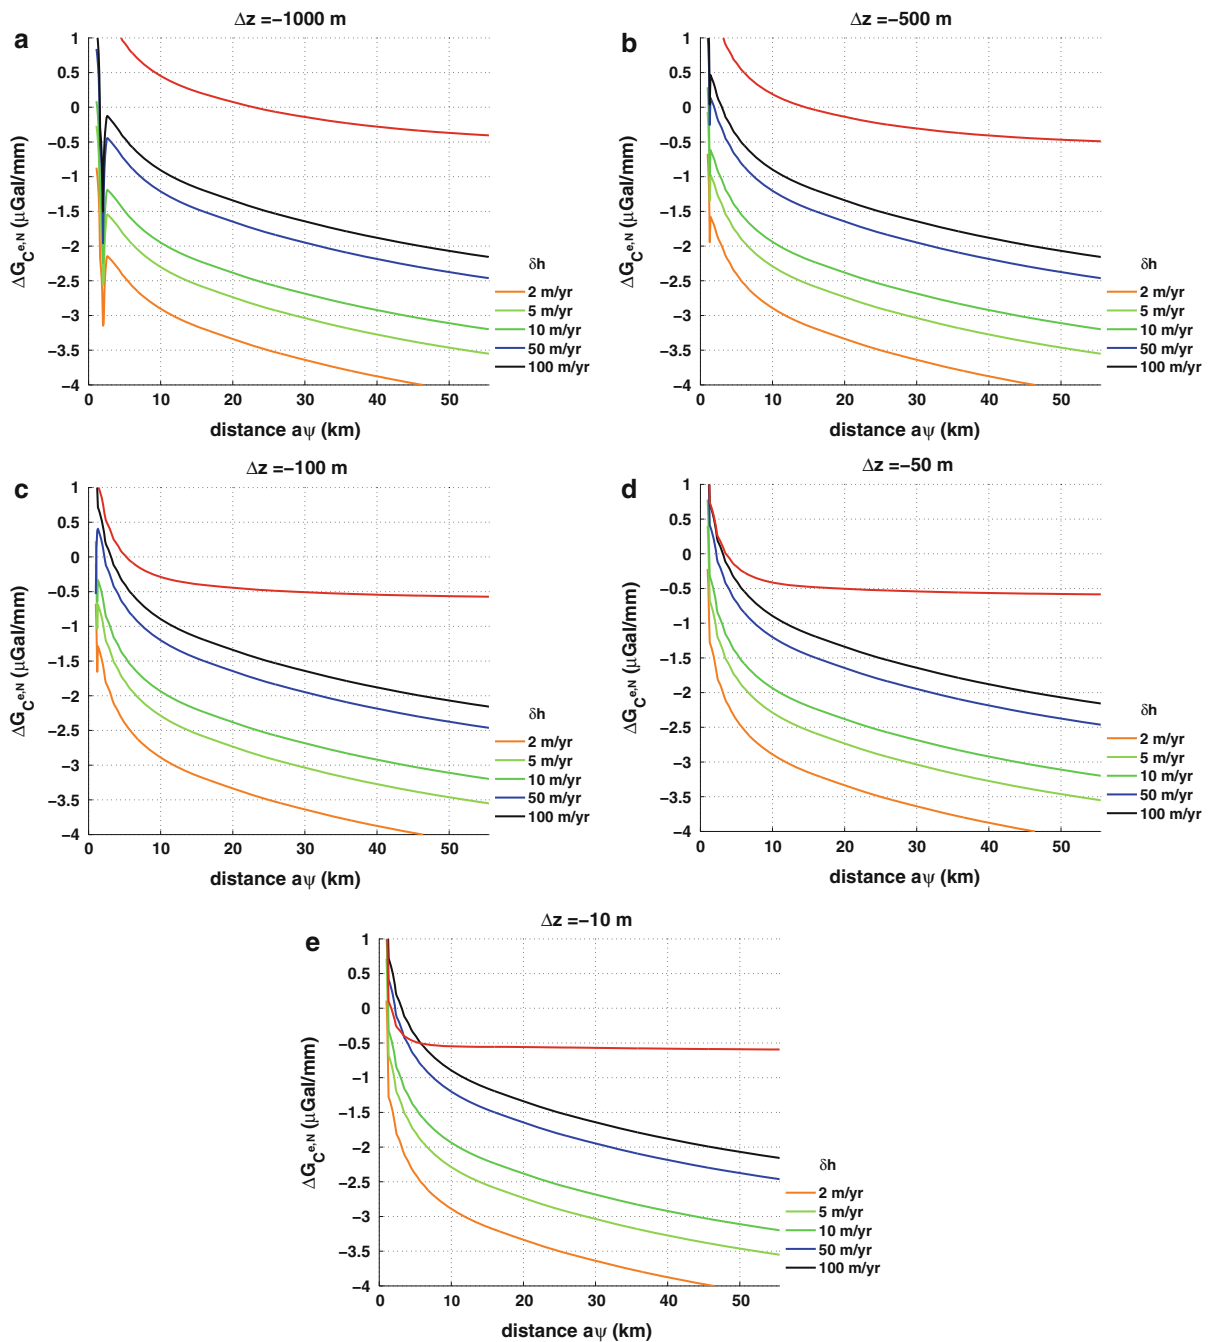 a
Δz =−1000 m
1
0.5
0
−0.5
−1
−1.5
−2
−2.5
−3
−3.5
−4
ΔG_C^e,N (μGal/mm)
0 10 20 30 40 50
distance aψ (km)
δh
2 m/yr
5 m/yr
10 m/yr
50 m/yr
100 m/yr
b
Δz =−500 m
1
0.5
0
−0.5
−1
−1.5
−2
−2.5
−3
−3.5
−4
ΔG_C^e,N (μGal/mm)
0 10 20 30 40 50
distance aψ (km)
δh
2 m/yr
5 m/yr
10 m/yr
50 m/yr
100 m/yr
c
Δz =−100 m
1
0.5
0
−0.5
−1
−1.5
−2
−2.5
−3
−3.5
−4
ΔG_C^e,N (μGal/mm)
0 10 20 30 40 50
distance aψ (km)
δh
2 m/yr
5 m/yr
10 m/yr
50 m/yr
100 m/yr
d
Δz =−50 m
1
0.5
0
−0.5
−1
−1.5
−2
−2.5
−3
−3.5
−4
ΔG_C^e,N (μGal/mm)
0 10 20 30 40 50
distance aψ (km)
δh
2 m/yr
5 m/yr
10 m/yr
50 m/yr
100 m/yr
e
Δz =−10 m
1
0.5
0
−0.5
−1
−1.5
−2
−2.5
−3
−3.5
−4
ΔG_C^e,N (μGal/mm)
0 10 20 30 40 50
distance aψ (km)
δh
2 m/yr
5 m/yr
10 m/yr
50 m/yr
100 m/yr